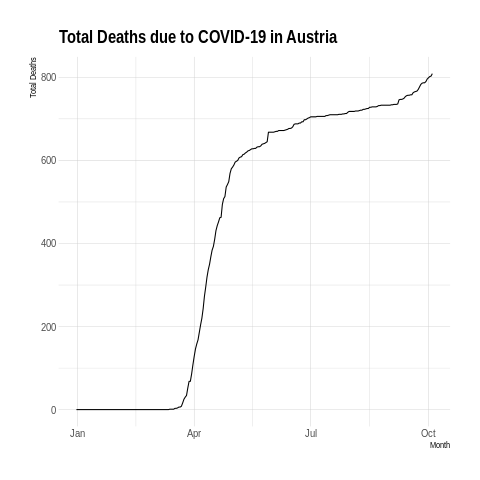 Total Deaths due to COVID-19 in Austria
Total Deaths
800
600
400
200
0
Jan Apr Jul Oct
Month